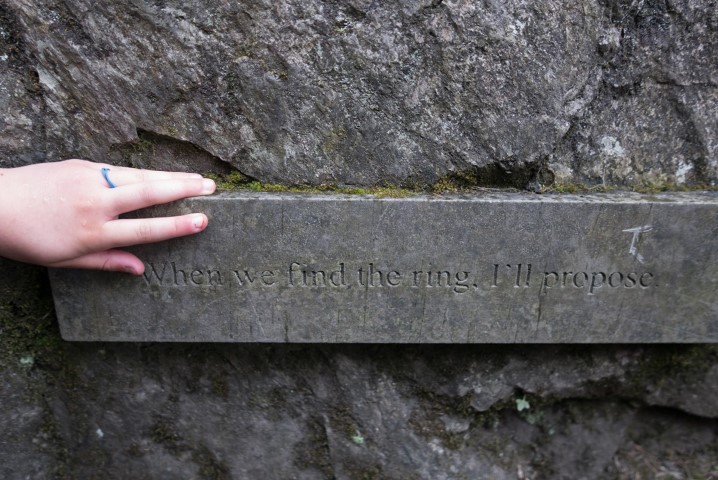 When we find the ring, I'll propose.
T